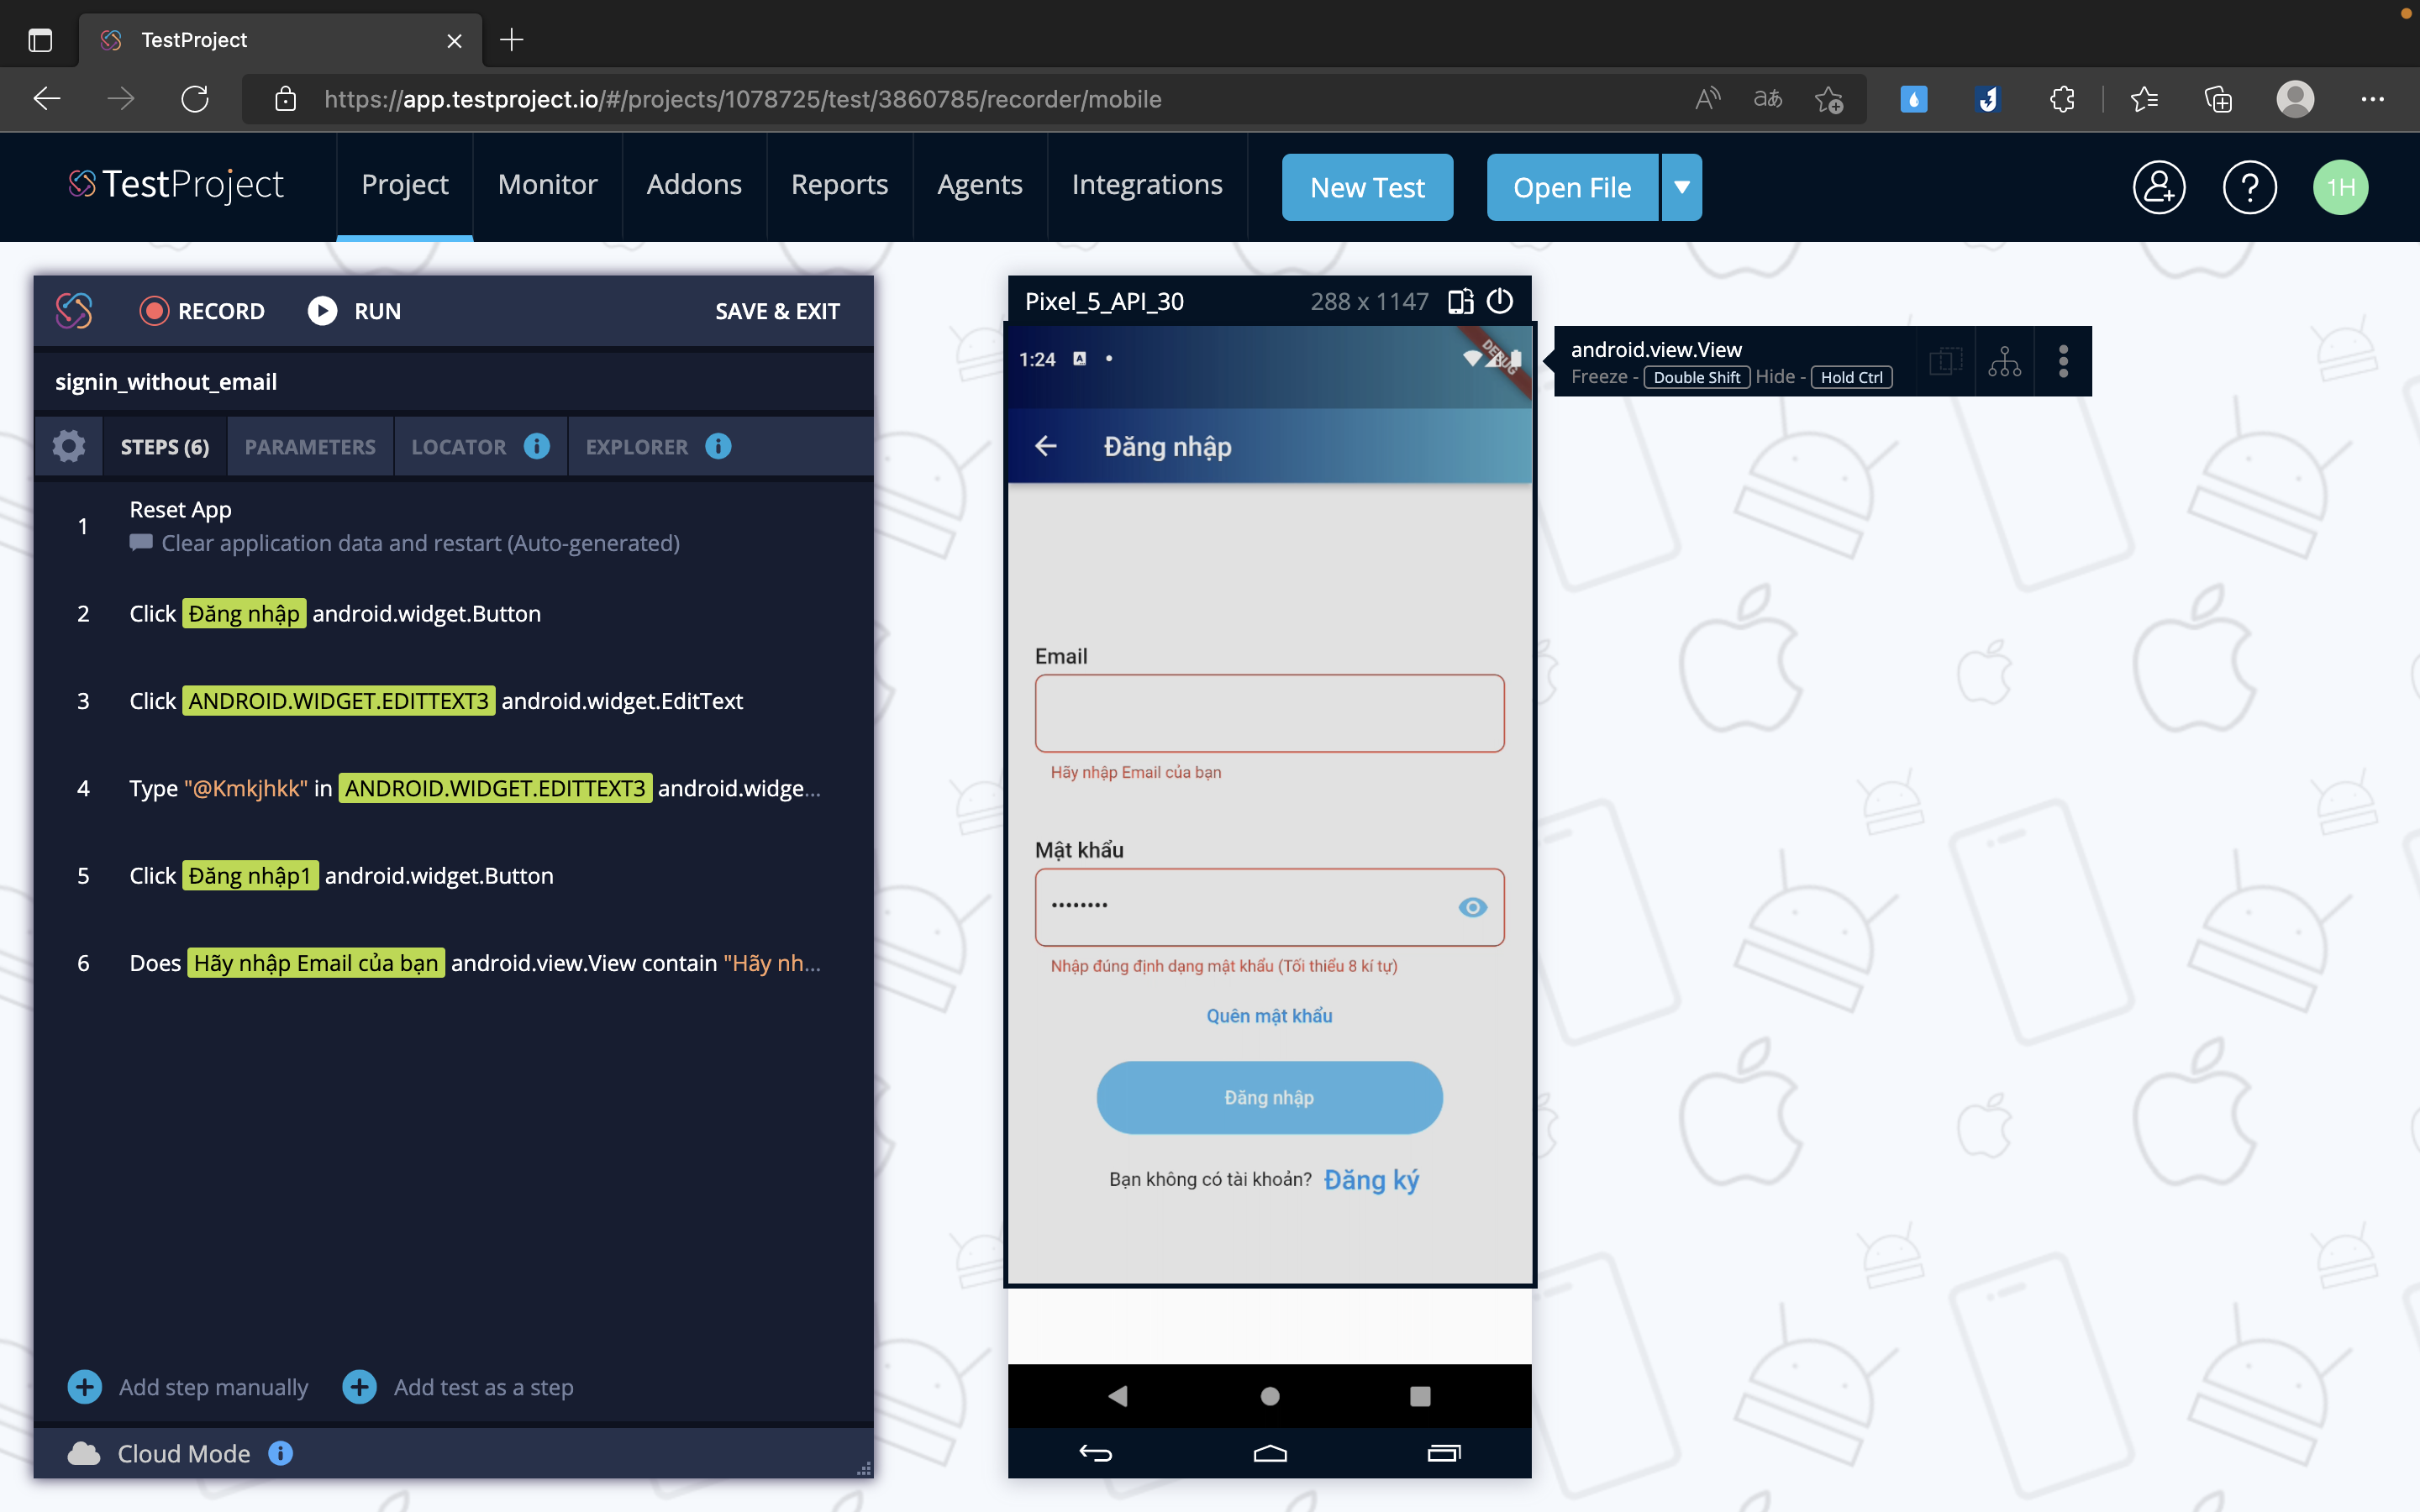 TestProject
https://app.testproject.io/#/projects/1078725/test/3860785/recorder/mobile
TestProject Project Monitor Addons Reports Agents Integrations New Test Open File 1H
RECORD RUN SAVE & EXIT
signin_without_email
STEPS (6) PARAMETERS LOCATOR EXPLORER
1 Reset App
Clear application data and restart (Auto-generated)
2 Click Đăng nhập android.widget.Button
3 Click ANDROID.WIDGET.EDITTEXT3 android.widget.EditText
4 Type "@Kmkjhkk" in ANDROID.WIDGET.EDITTEXT3 android.widge...
5 Click Đăng nhập1 android.widget.Button
6 Does Hãy nhập Email của bạn android.view.View contain "Hãy nh...
Add step manually Add test as a step
Cloud Mode
Pixel_5_API_30 288 x 1147
1:24 DEBUG
Đăng nhập
Email
Hãy nhập Email của bạn
Mật khẩu
••••••••
Nhập đúng định dạng mật khẩu (Tối thiểu 8 kí tự)
Quên mật khẩu
Đăng nhập
Bạn không có tài khoản? Đăng ký
android.view.View
Freeze - Double Shift Hide - Hold Ctrl